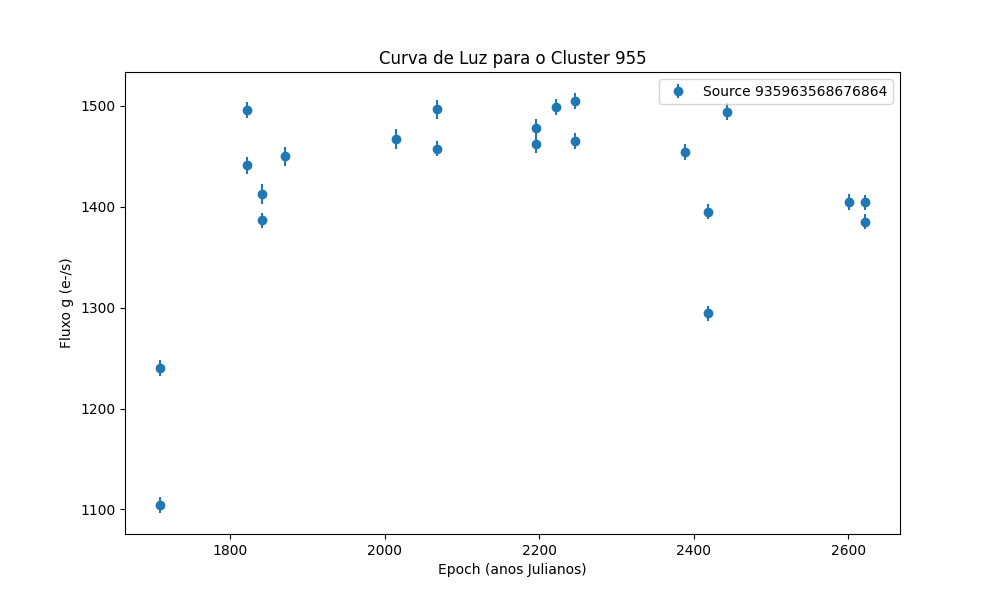 Curva de Luz para o Cluster 955
Source 935963568676864
Fluxo g (e-/s)
1500
1400
1300
1200
1100
1800 2000 2200 2400 2600
Epoch (anos Julianos)